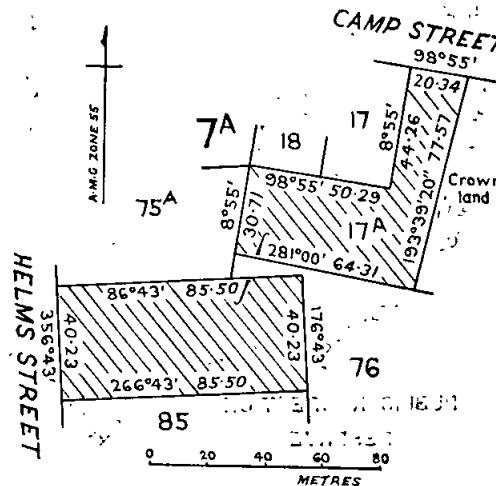 CAMP STREET
98°55'
20·34
A·M·G ZONE 55
7ᴬ
18
17
8°55'
44·26
193°39'20" 77·57
Crown
land
98°55' 50·29
75ᴬ
8°55'
30·71
17ᴬ
281°00' 64·31
HELMS STREET
356°43'
40·23
86°43' 85·50
40·23
176°43'
266°43' 85·50
76
85
0 20 40 60 80
METRES